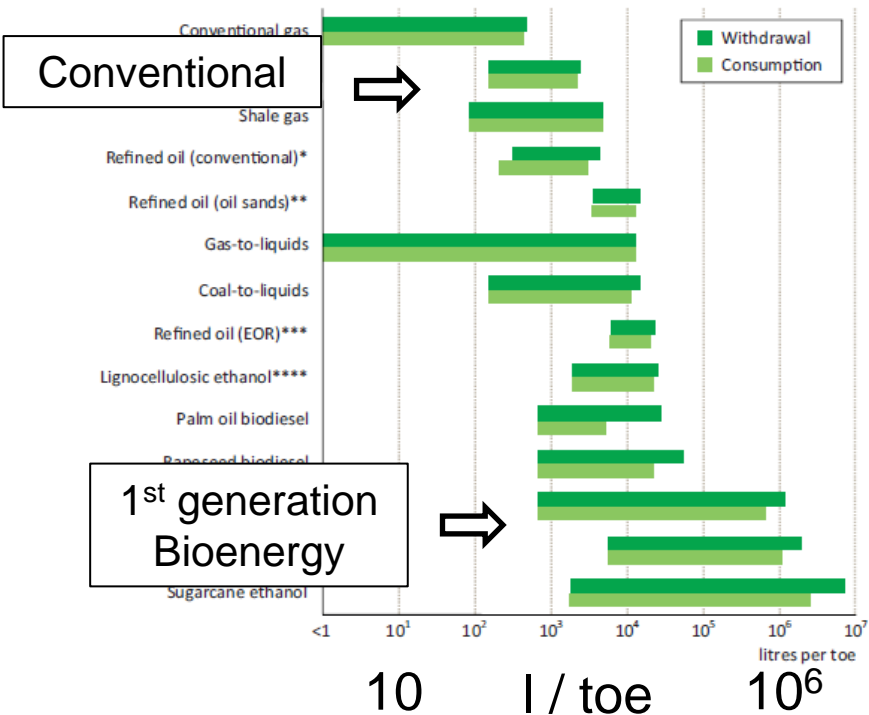 Conventional gas
Withdrawal
Consumption
Conventional
Shale gas
Refined oil (conventional)*
Refined oil (oil sands)**
Gas-to-liquids
Coal-to-liquids
Refined oil (EOR)***
Lignocellulosic ethanol****
Palm oil biodiesel
Rapeseed biodiesel
1st generation
Bioenergy
Sugarcane ethanol
<1 10¹ 10² 10³ 10⁴ 10⁵ 10⁶ 10⁷
litres per toe
10 l / toe 10⁶